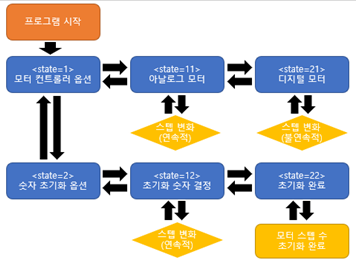 프로그램 시작
<state=1>
모터 컨트롤러 옵션
<state=11>
아날로그 모터
<state=21>
디지털 모터
스텝 변화
(연속적)
스텝 변화
(불연속적)
<state=2>
숫자 초기화 옵션
<state=12>
초기화 숫자 결정
<state=22>
초기화 완료
스텝 변화
(연속적)
모터 스텝 수
초기화 완료